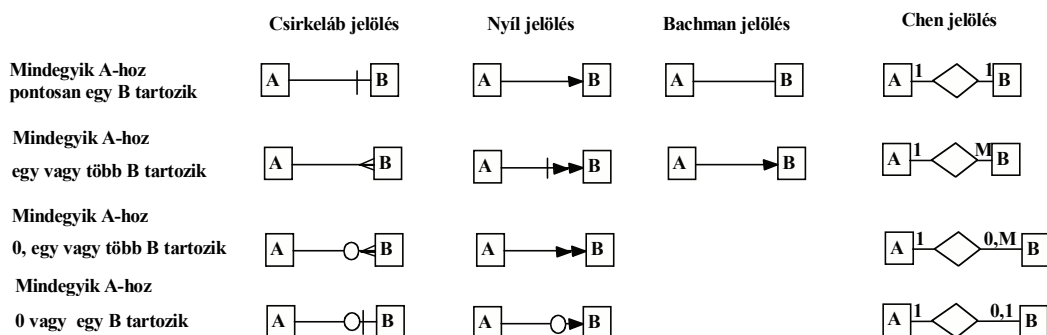 Csirkeláb jelölés Nyíl jelölés Bachman jelölés Chen jelölés
Mindegyik A-hoz
pontosan egy B tartozik
A B A B A B A 1 1 B
Mindegyik A-hoz
egy vagy több B tartozik
A B A B A B A 1 M B
Mindegyik A-hoz
0, egy vagy több B tartozik
A B A B A 1 0,M B
Mindegyik A-hoz
0 vagy egy B tartozik
A B A B A 1 0,1 B